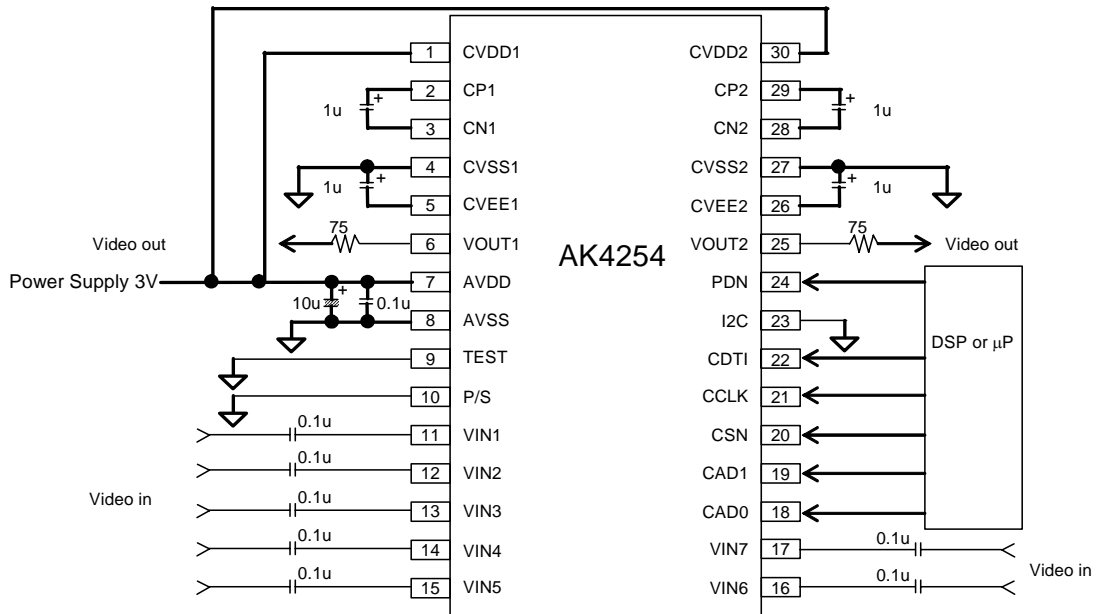 1 CVDD1 CVDD2 30
2 CP1 CP2 29
1u + + 1u
3 CN1 CN2 28
4 CVSS1 CVSS2 27
1u + + 1u
5 CVEE1 CVEE2 26
75 75
Video out 6 VOUT1 VOUT2 25 Video out
AK4254
Power Supply 3V 7 AVDD PDN 24
10u + 0.1u
8 AVSS I2C 23
DSP or μP
9 TEST CDTI 22
10 P/S CCLK 21
0.1u
11 VIN1 CSN 20
0.1u
12 VIN2 CAD1 19
Video in
0.1u
13 VIN3 CAD0 18
0.1u 0.1u
14 VIN4 VIN7 17
Video in
0.1u 0.1u
15 VIN5 VIN6 16